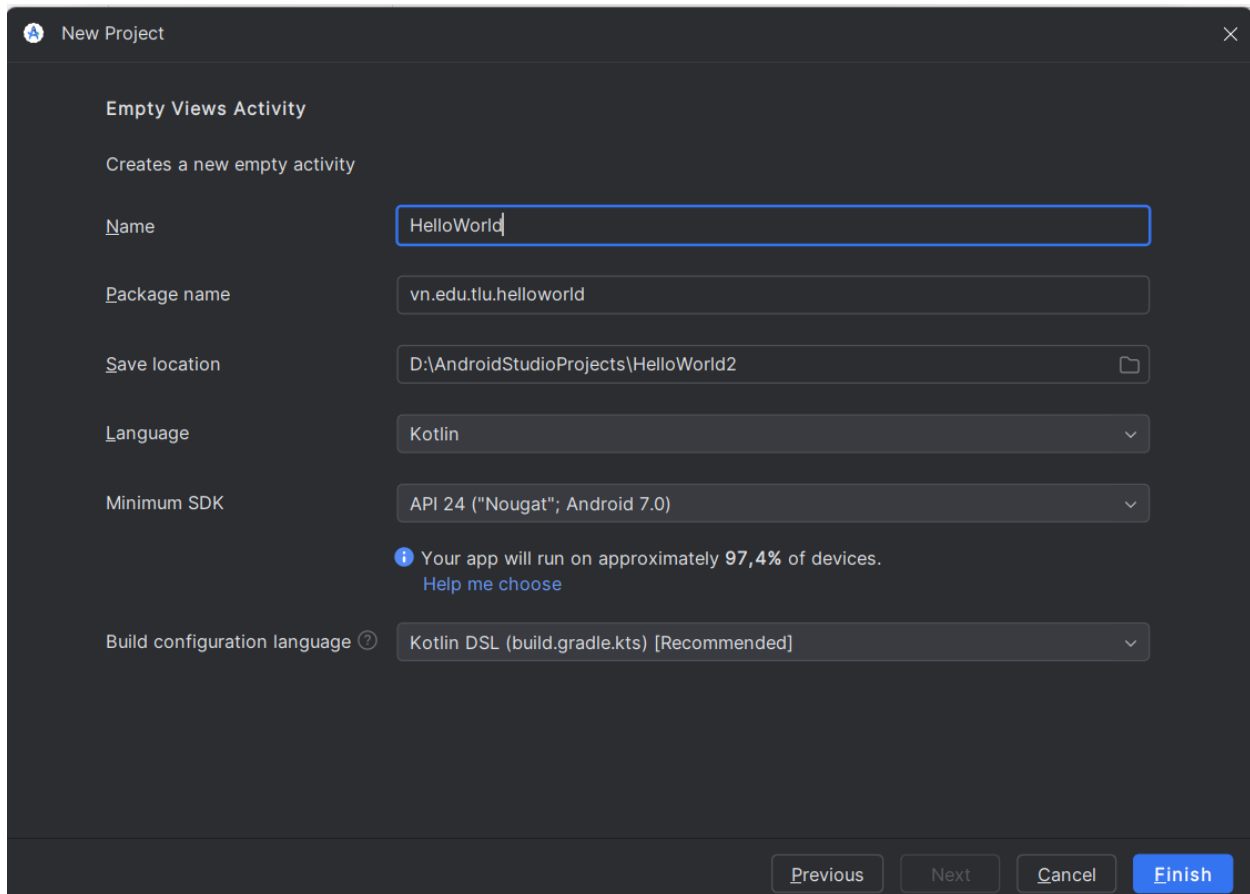 New Project
Empty Views Activity
Creates a new empty activity
Name HelloWorld
Package name vn.edu.tlu.helloworld
Save location D:\AndroidStudioProjects\HelloWorld2
Language Kotlin
Minimum SDK API 24 ("Nougat"; Android 7.0)
Your app will run on approximately 97,4% of devices.
Help me choose
Build configuration language ? Kotlin DSL (build.gradle.kts) [Recommended]
Previous Next Cancel Finish